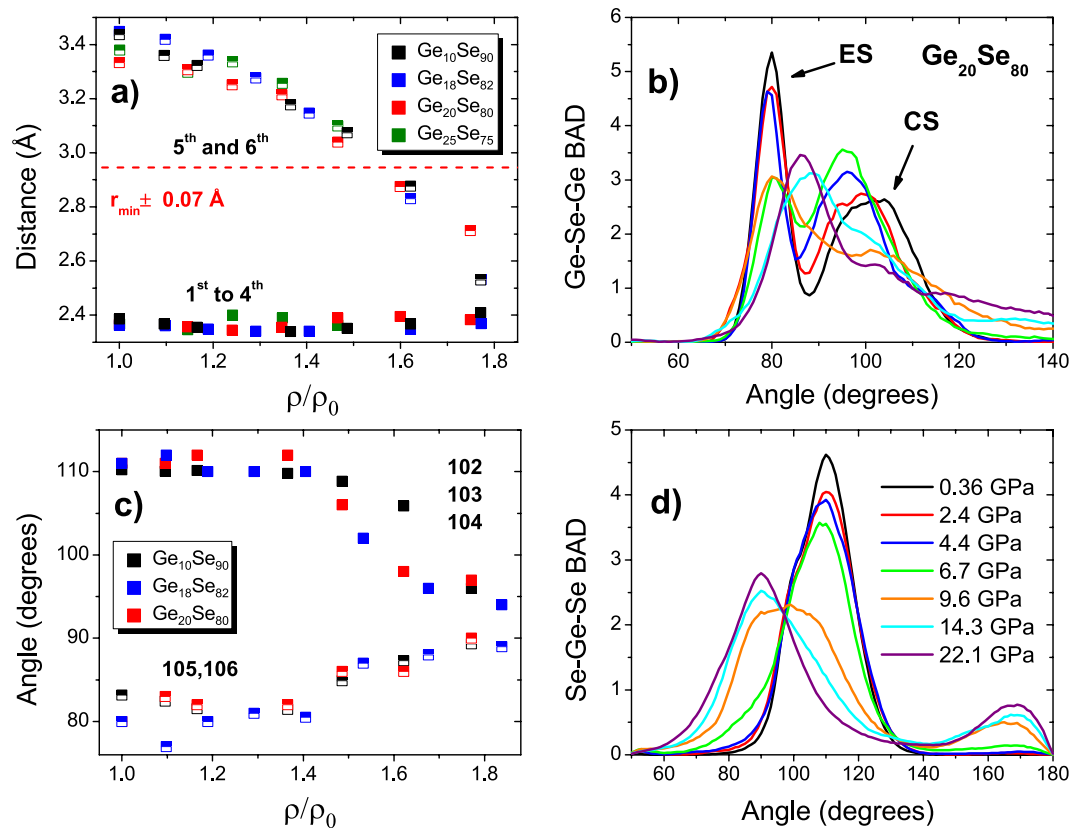 a)
3.4
3.2
3.0
2.8
2.6
2.4
Distance (Å)
Ge10Se90
Ge18Se82
Ge20Se80
Ge25Se75
5th and 6th
rmin± 0.07 Å
1st to 4th
1.0 1.2 1.4 1.6 1.8
ρ/ρ0
b)
5
4
3
2
1
0
Ge-Se-Ge BAD
ES
Ge20Se80
CS
60 80 100 120 140
Angle (degrees)
c)
110
100
90
80
Angle (degrees)
102
103
104
Ge10Se90
Ge18Se82
Ge20Se80
105,106
1.0 1.2 1.4 1.6 1.8
ρ/ρ0
d)
5
4
3
2
1
0
Se-Ge-Se BAD
0.36 GPa
2.4 GPa
4.4 GPa
6.7 GPa
9.6 GPa
14.3 GPa
22.1 GPa
60 80 100 120 140 160 180
Angle (degrees)